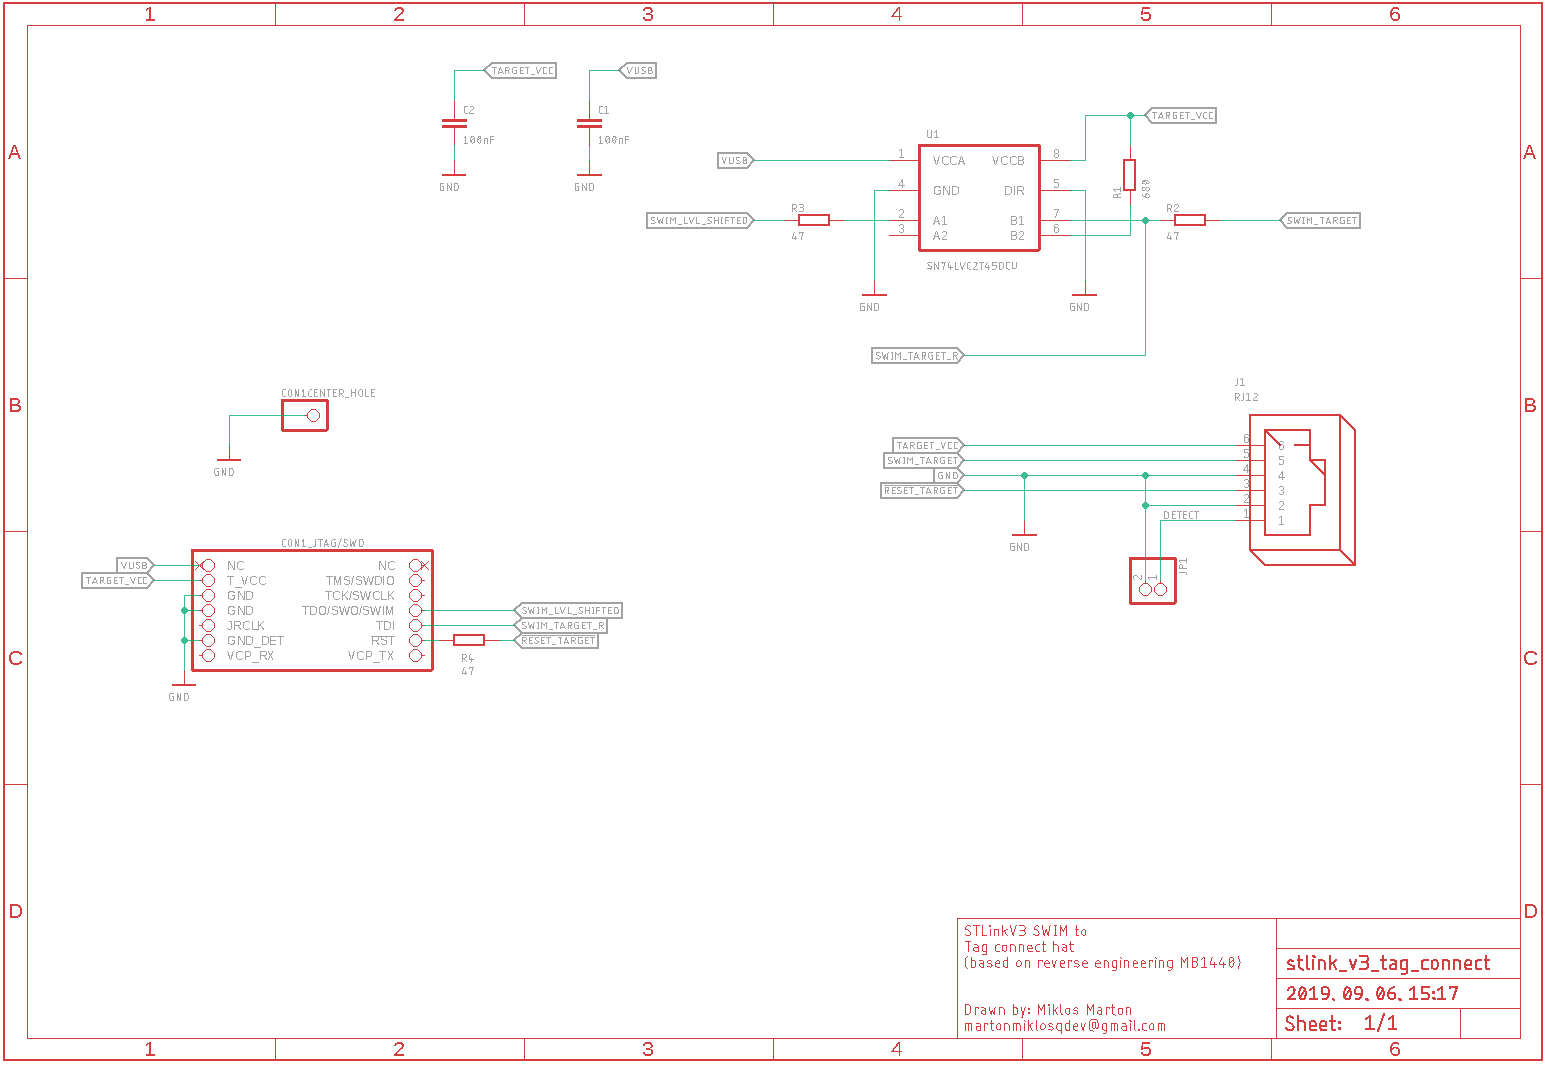 1 2 3 4 5 6
A A
B B
C C
D D
TARGET_VCC
C2
100nF
GND
VUSB
C1
100nF
GND
U1
VUSB
1 VCCA VCCB 8
4 GND DIR 5
2 A1 B1 7
3 A2 B2 6
SN74LVC2T45DCU
TARGET_VCC
R1
680
SWIM_LVL_SHIFTED
R3
47
R2
47
SWIM_TARGET
GND
GND
SWIM_TARGET_R
CON1CENTER_HOLE
GND
J1
RJ12
TARGET_VCC 6 6
SWIM_TARGET 5 5
GND 4 4
RESET_TARGET 3 3
2 2
DETECT 1 1
GND
2 1
JP1
CON1_JTAG/SWD
VUSB NC NC
TARGET_VCC T_VCC TMS/SWDIO
GND TCK/SWCLK
GND TDO/SWO/SWIM SWIM_LVL_SHIFTED
JRCLK TDI SWIM_TARGET_R
GND_DET RST RESET_TARGET
VCP_RX VCP_TX
R4
47
GND
STLinkV3 SWIM to
Tag connect hat
(based on reverse engineering MB1440)
Drawn by: Miklos Marton
martonmiklosqdev@gmail.com
stlink_v3_tag_connect
2019.09.06.15:17
Sheet: 1/1
1 2 3 4 5 6